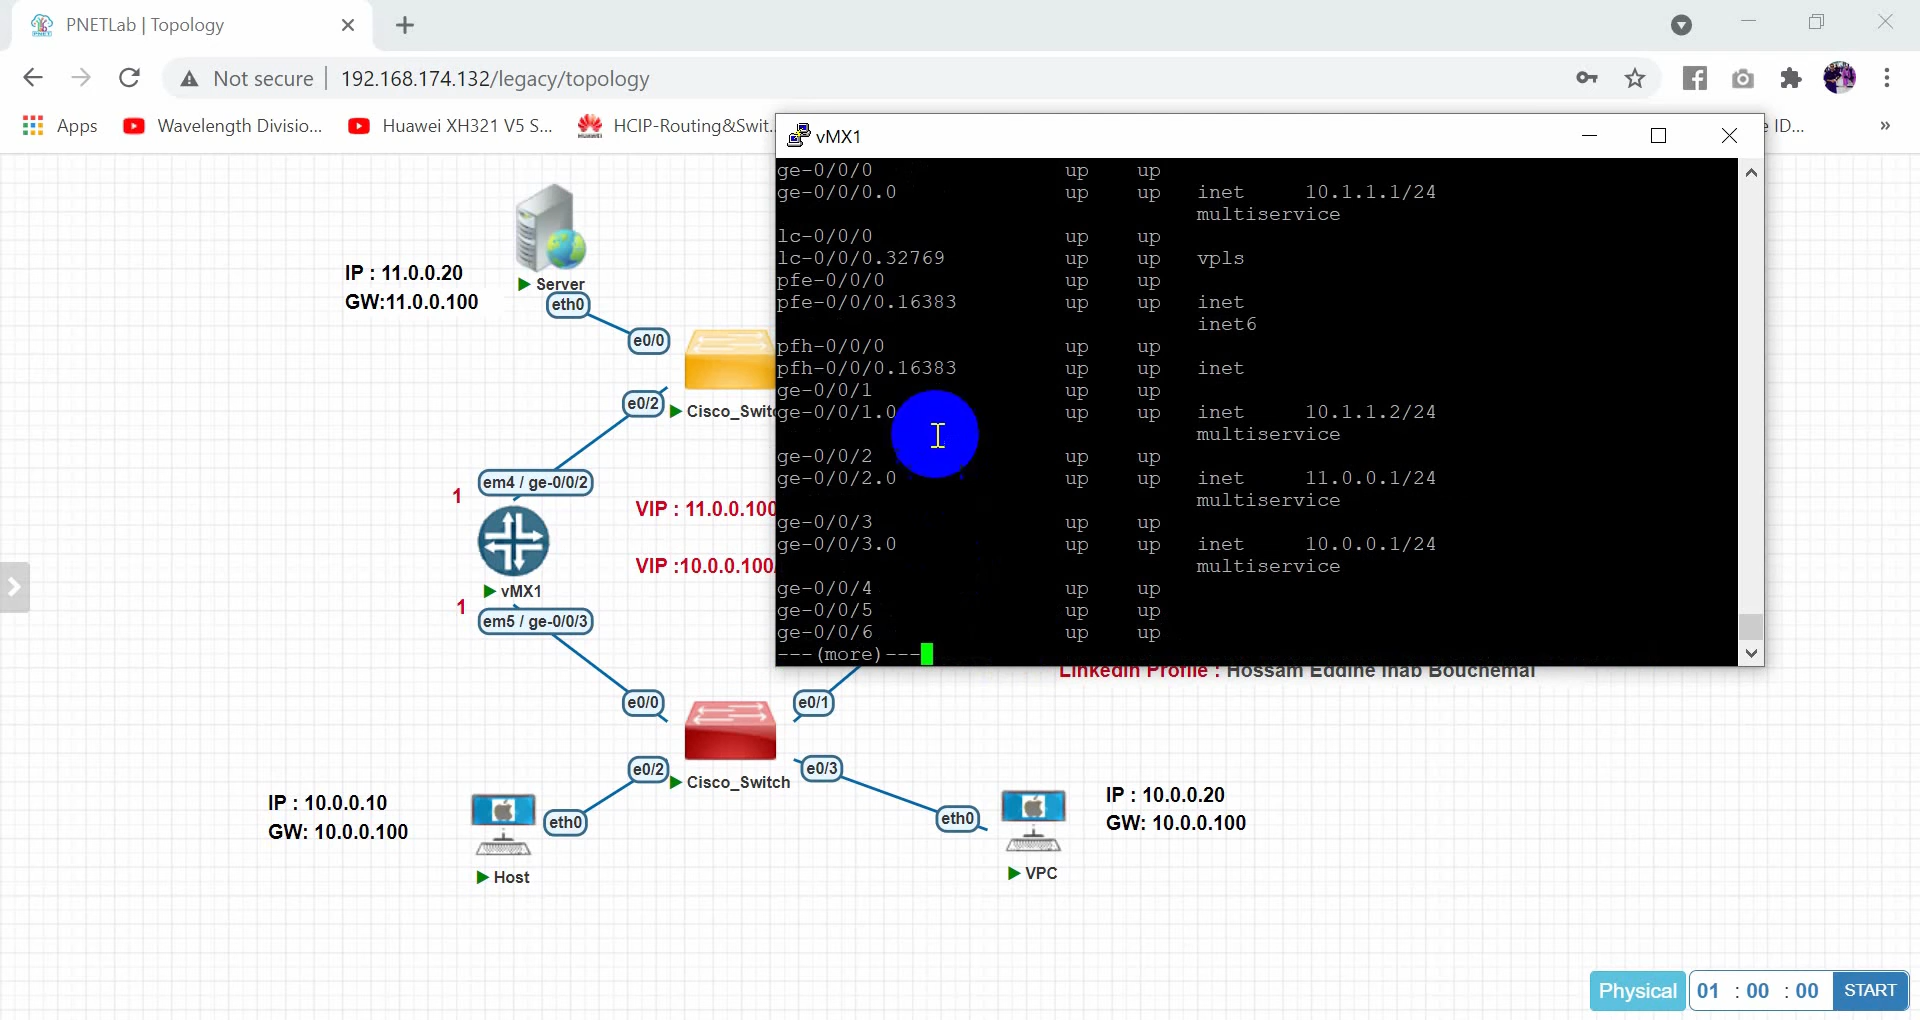 PNETLab | Topology
Not secure
192.168.174.132/legacy/topology
Apps
Wavelength Divisio...
Huawei XH321 V5 S...
HCIP-Routing&Swit...
ID...
»
vMX1
ge-0/0/0 up up
ge-0/0/0.0 up up inet 10.1.1.1/24
multiservice
lc-0/0/0 up up
lc-0/0/0.32769 up up vpls
pfe-0/0/0 up up
pfe-0/0/0.16383 up up inet
inet6
pfh-0/0/0 up up
pfh-0/0/0.16383 up up inet
ge-0/0/1 up up
ge-0/0/1.0 up up inet 10.1.1.2/24
multiservice
ge-0/0/2 up up
ge-0/0/2.0 up up inet 11.0.0.1/24
multiservice
ge-0/0/3 up up
ge-0/0/3.0 up up inet 10.0.0.1/24
multiservice
ge-0/0/4 up up
ge-0/0/5 up up
ge-0/0/6 up up
---(more)---
IP : 11.0.0.20
GW:11.0.0.100
Server
eth0
e0/0
e0/2
Cisco_Switc
em4 / ge-0/0/2
1
VIP : 11.0.0.100
VIP :10.0.0.100
vMX1
1
em5 / ge-0/0/3
Linkedin Profile : Hossam Eddine Ihab Bouchemal
e0/0
e0/1
e0/2
Cisco_Switch
e0/3
IP : 10.0.0.10
GW: 10.0.0.100
eth0
Host
eth0
IP : 10.0.0.20
GW: 10.0.0.100
VPC
Physical
01 : 00 : 00
START